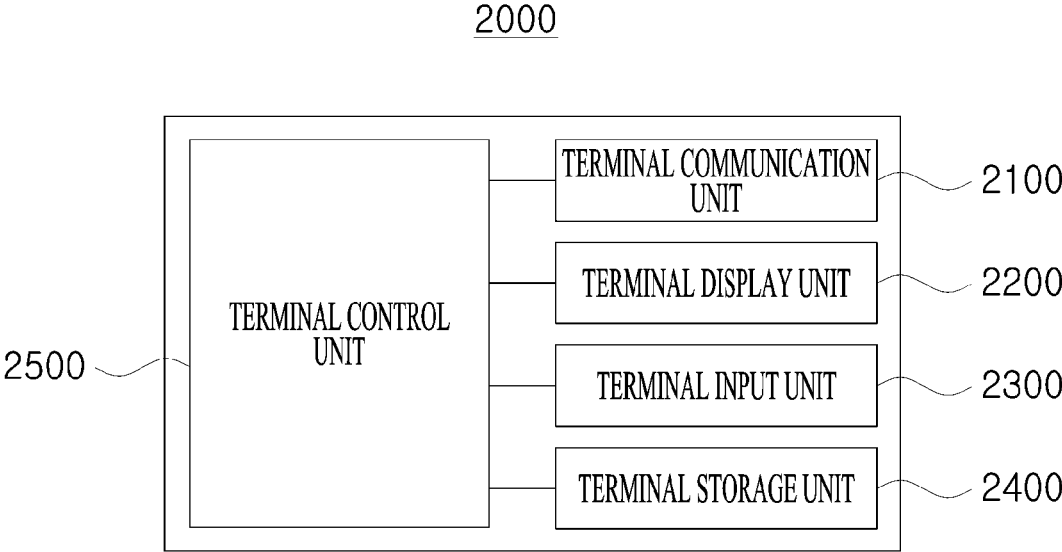 2000
TERMINAL COMMUNICATION
UNIT
2100
TERMINAL DISPLAY UNIT
2200
TERMINAL CONTROL
UNIT
2500
TERMINAL INPUT UNIT
2300
TERMINAL STORAGE UNIT
2400